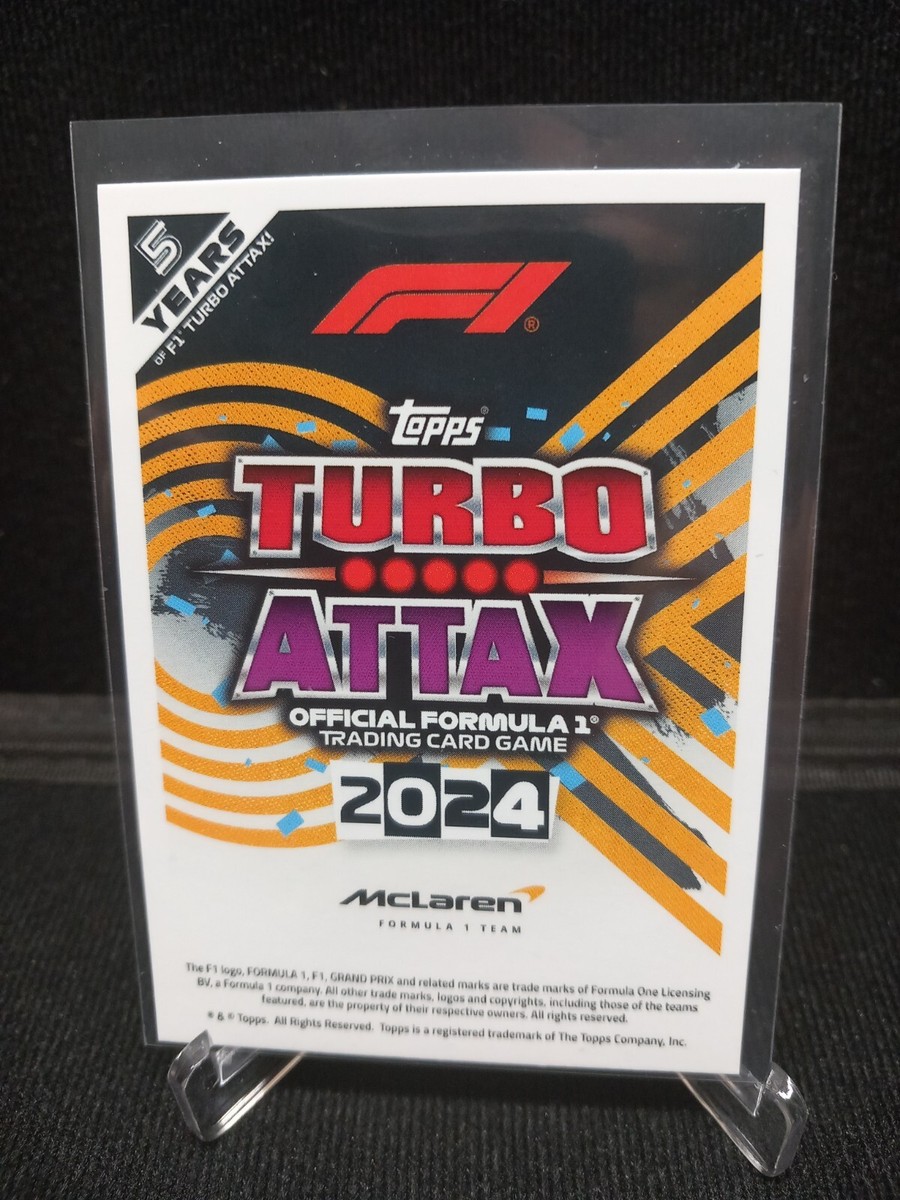 5
YEARS
OF F1® TURBO ATTAX!
F1®
TOPPS®
TURBO
ATTAX
OFFICIAL FORMULA 1®
TRADING CARD GAME
2024
McLaren
FORMULA 1 TEAM
The F1 logo, FORMULA 1, F1, GRAND PRIX and related marks are trade marks of Formula One Licensing
BV, a Formula 1 company. All other trade marks, logos and copyrights, including those of the teams
featured, are the property of their respective owners. All rights reserved.
® & © Topps. All Rights Reserved. Topps is a registered trademark of The Topps Company, Inc.